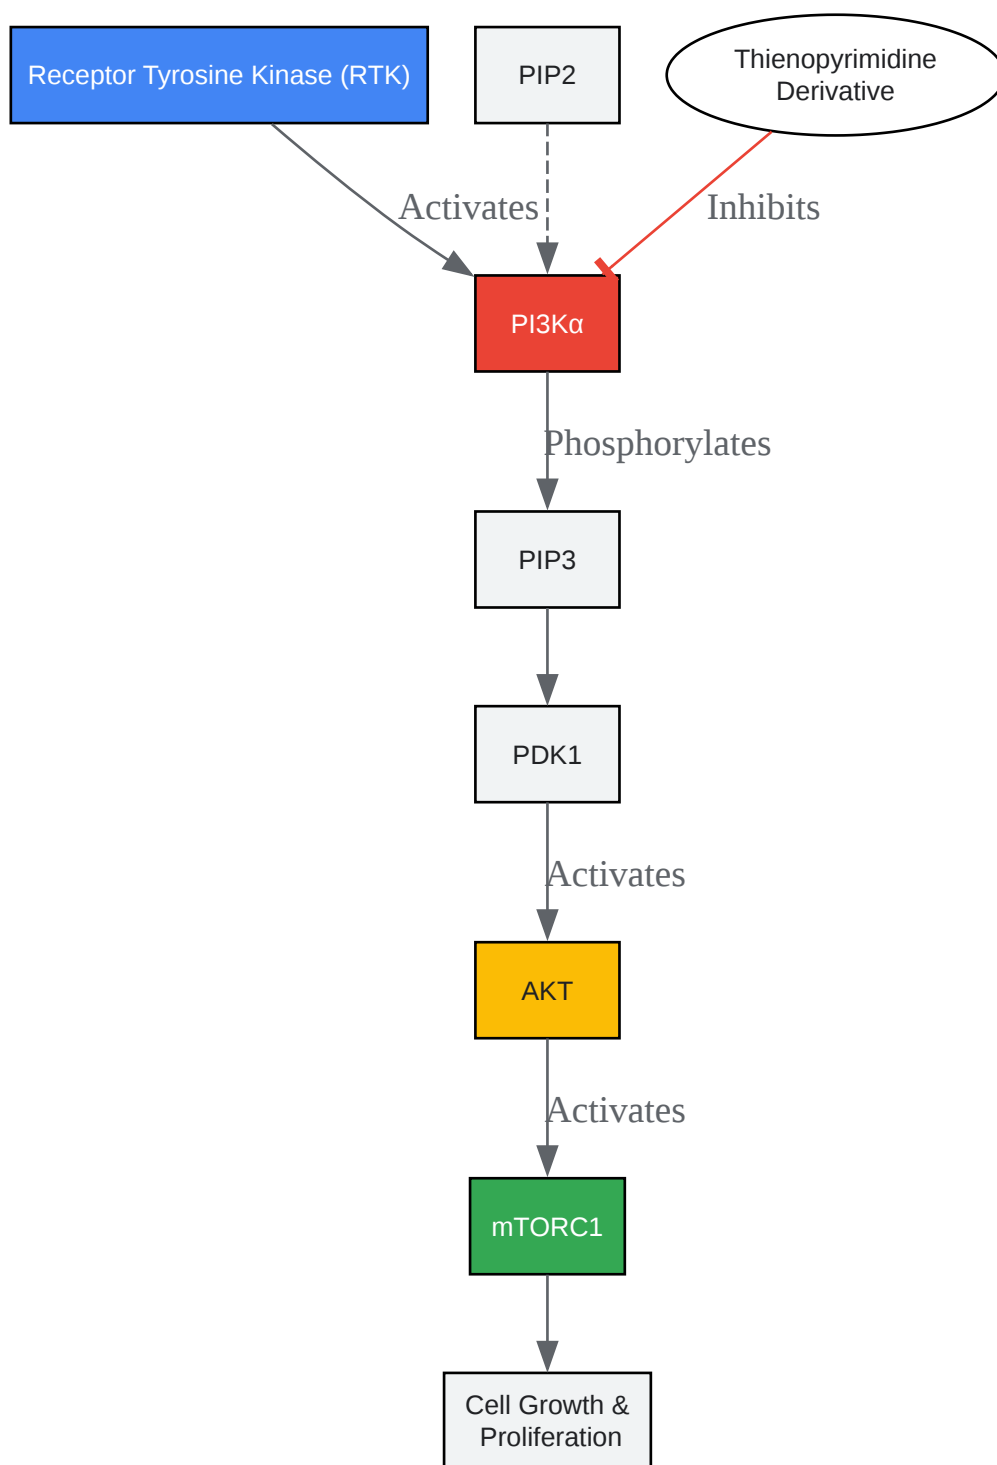 Receptor Tyrosine Kinase (RTK)
PIP2
Thienopyrimidine
Derivative
Activates
Inhibits
PI3Kα
Phosphorylates
PIP3
PDK1
Activates
AKT
Activates
mTORC1
Cell Growth &
Proliferation